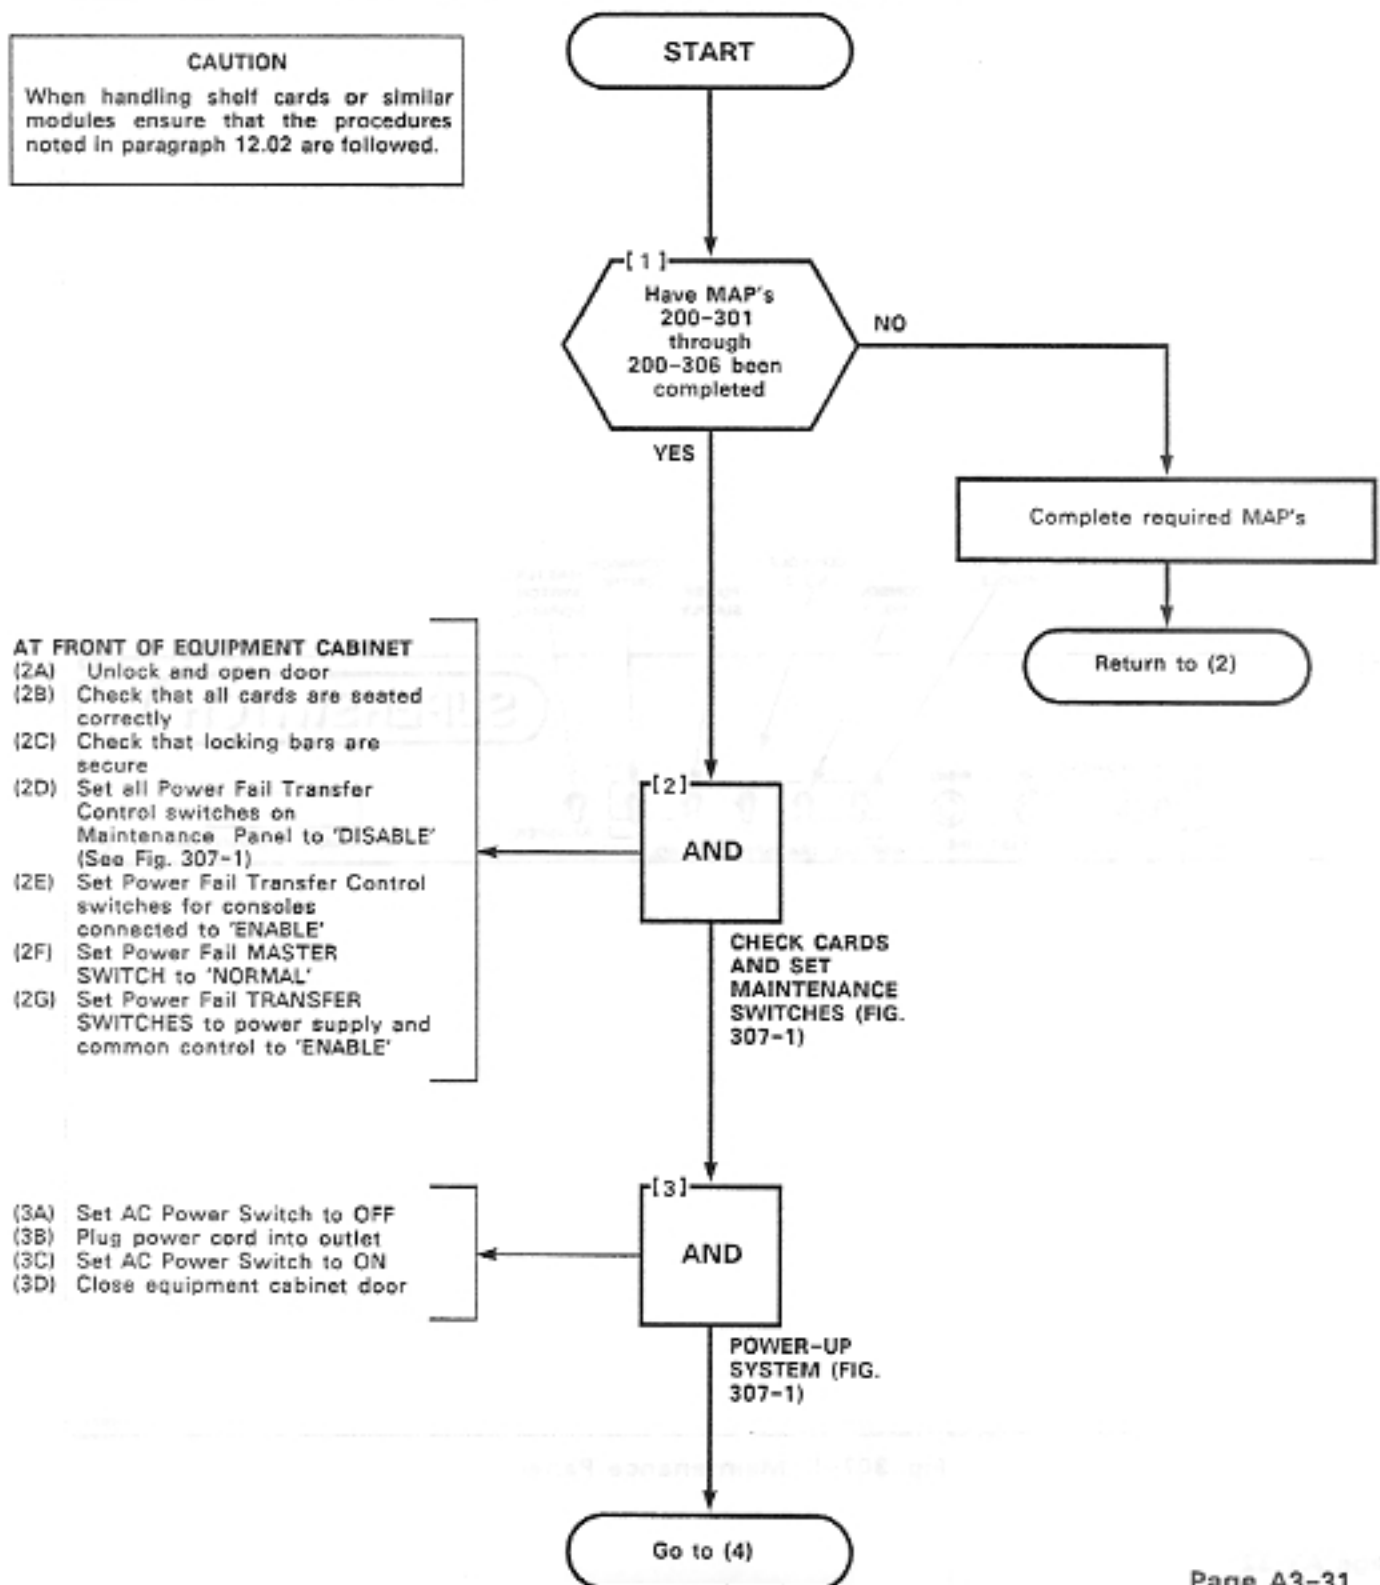 CAUTION
When handling shelf cards or similar
modules ensure that the procedures
noted in paragraph 12.02 are followed.
START
[1]
Have MAP's
200-301
through
200-306 been
completed
NO
YES
Complete required MAP's
Return to (2)
AT FRONT OF EQUIPMENT CABINET
(2A) Unlock and open door
(2B) Check that all cards are seated
correctly
(2C) Check that locking bars are
secure
(2D) Set all Power Fail Transfer
Control switches on
Maintenance Panel to 'DISABLE'
(See Fig. 307-1)
(2E) Set Power Fail Transfer Control
switches for consoles
connected to 'ENABLE'
(2F) Set Power Fail MASTER
SWITCH to 'NORMAL'
(2G) Set Power Fail TRANSFER
SWITCHES to power supply and
common control to 'ENABLE'
[2]
AND
CHECK CARDS
AND SET
MAINTENANCE
SWITCHES (FIG.
307-1)
(3A) Set AC Power Switch to OFF
(3B) Plug power cord into outlet
(3C) Set AC Power Switch to ON
(3D) Close equipment cabinet door
[3]
AND
POWER-UP
SYSTEM (FIG.
307-1)
Go to (4)
Page A3-31